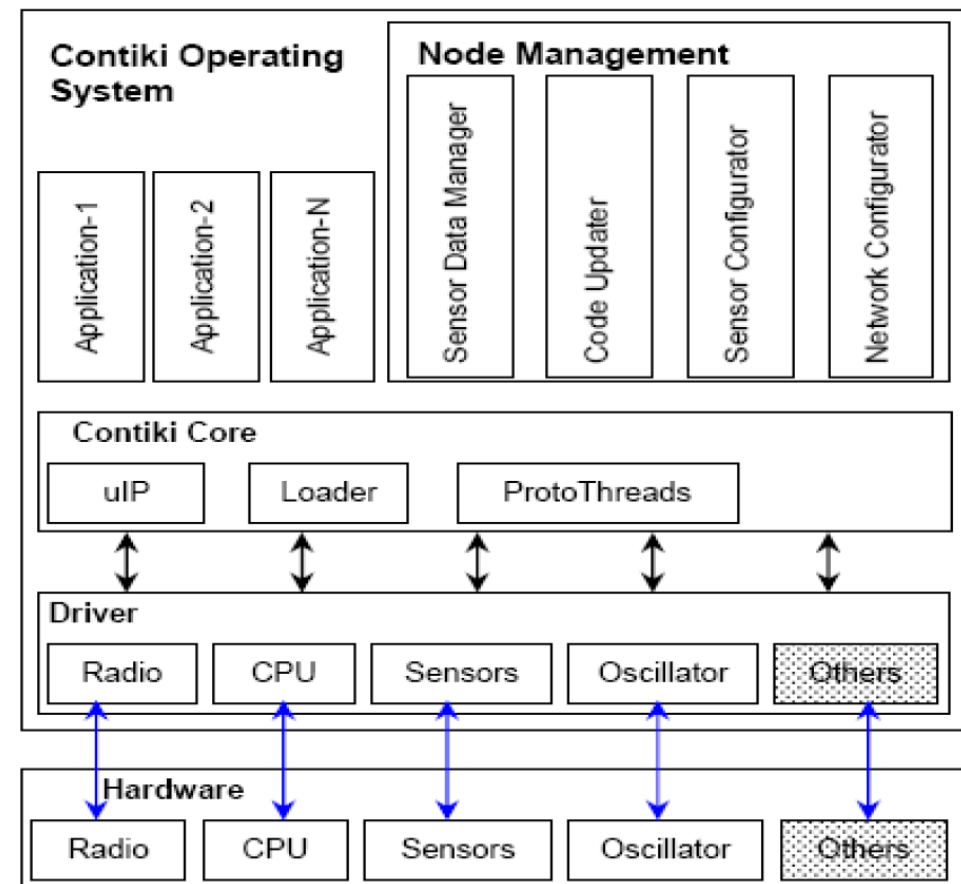 Contiki Operating
System
Node Management
Application-1
Application-2
Application-N
Sensor Data Manager
Code Updater
Sensor Configurator
Network Configurator
Contiki Core
uIP
Loader
ProtoThreads
Driver
Radio
CPU
Sensors
Oscillator
Others
Hardware
Radio
CPU
Sensors
Oscillator
Others